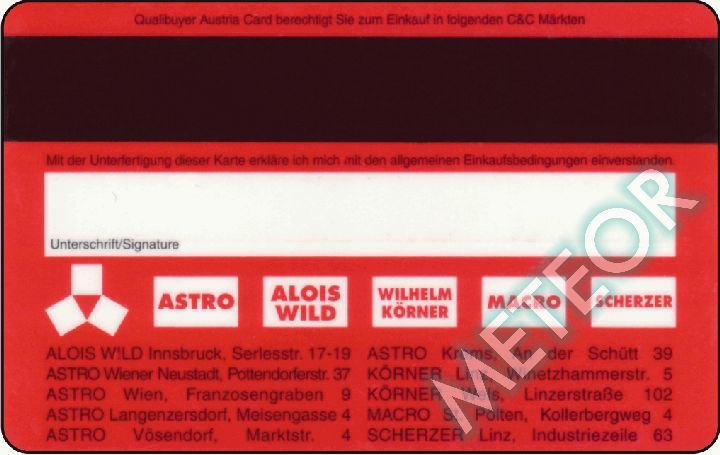 Qualibuyer Austria Card berechtigt Sie zum Einkauf in folgenden C&C Märkten
Mit der Unterfertigung dieser Karte erkläre ich mich mit den allgemeinen Einkaufsbedingungen einverstanden.
Unterschrift/Signature
ASTRO
ALOIS WILD
WILHELM KÖRNER
MACRO
SCHERZER
METEOR
ALOIS WILD Innsbruck, Serlesstr. 17-19
ASTRO Wiener Neustadt, Pottendorferstr. 37
ASTRO Wien, Franzosengraben 9
ASTRO Langenzersdorf, Meisengasse 4
ASTRO Vösendorf, Marktstr. 4
ASTRO Krems, An der Schütt 39
KÖRNER Linz, Winetzhammerstr. 5
KÖRNER Wels, Linzerstraße 102
MACRO St. Pölten, Kollerbergweg 4
SCHERZER Linz, Industriezeile 63